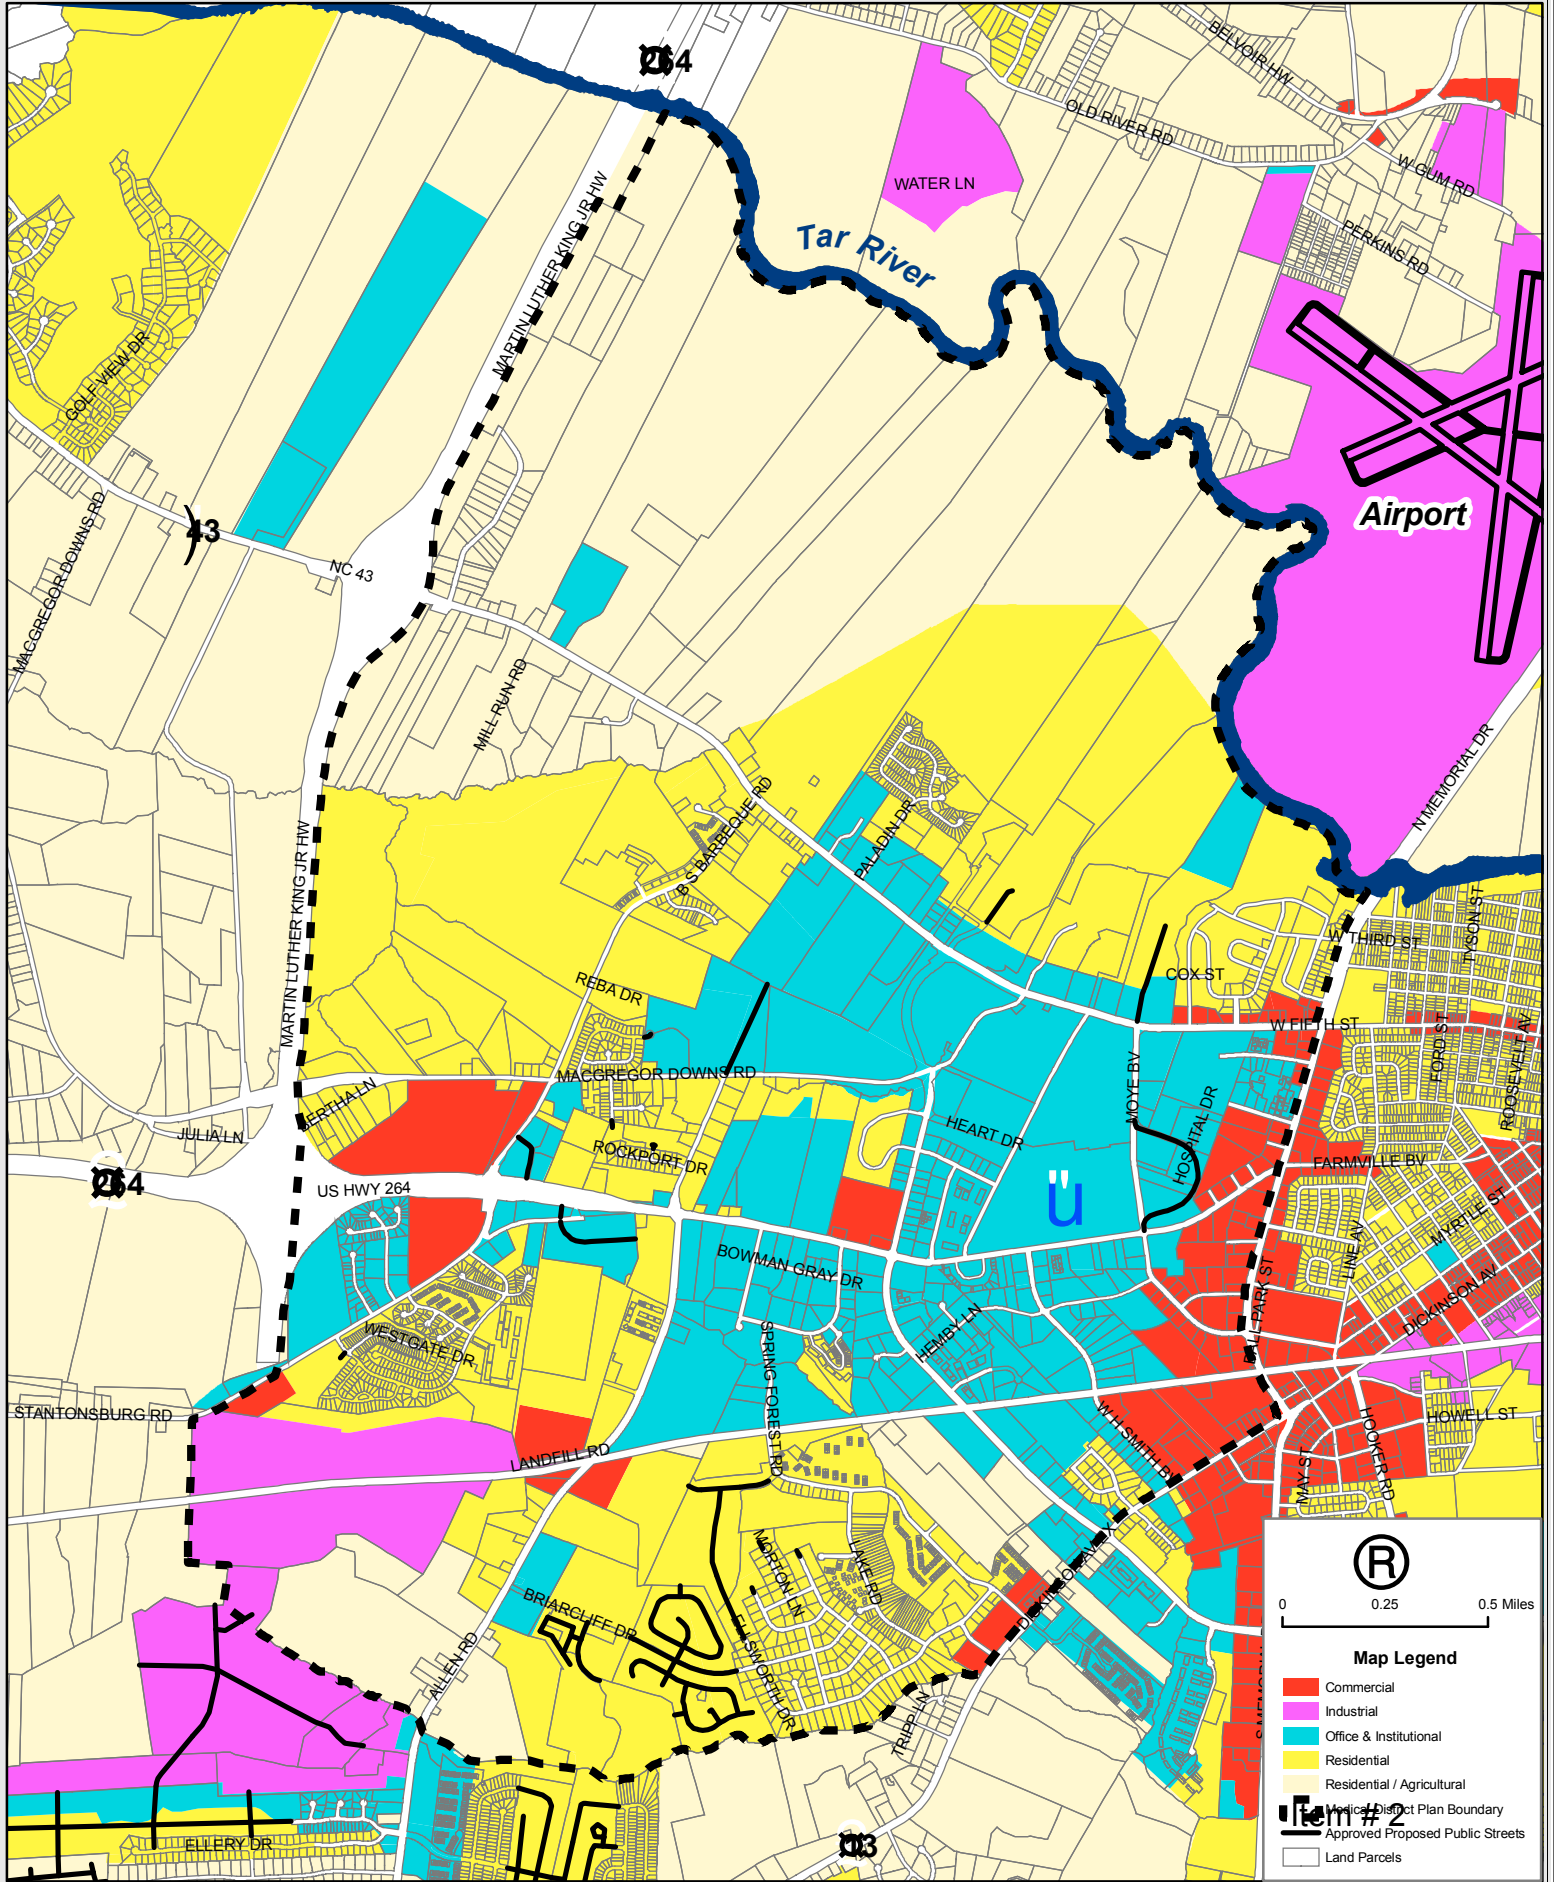 264
BELVOIR HW
OLD RIVER RD
WATER LN
W GUM RD
MARTIN LUTHER KING JR HW
PERKINS RD
Tar River
GOLF VIEW DR
Airport
43
MACGREGOR DOWNS RD
NC 43
MILL RUN RD
N MEMORIAL DR
B S BARBEQUE RD
PALADIN DR
MARTIN LUTHER KING JR HW
TYSON ST
W THIRD ST
COX ST
REBA DR
W FIFTH ST
FORD ST
ROOSEVELT AV
MACGREGOR DOWNS RD
MOYE BV
BERTHA LN
HOSPITAL DR
JULIA LN
HEART DR
ROCKPORT DR
FARMVILLE BV
264
US HWY 264
ü
MYRTLE ST
LINE AV
BOWMAN GRAY DR
BALLPARK ST
DICKINSON AV
HEMBY LN
WESTGATE DR
SPRING FOREST RD
STANTONSBURG RD
W H SMITH BV
HOOKER RD
HOWELL ST
LANDFILL RD
MAY ST
MORTON LN
LAKE RD
DICKINSON AV EX
BRIARCLIFF DR
ELLSWORTH DR
ALLEN RD
TRIPP LN
S MEMORIAL
ELLERY DR
13
®
0 0.25 0.5 Miles
Map Legend
Commercial
Industrial
Office & Institutional
Residential
Residential / Agricultural
Medical District Plan Boundary
Item # 2
Approved Proposed Public Streets
Land Parcels